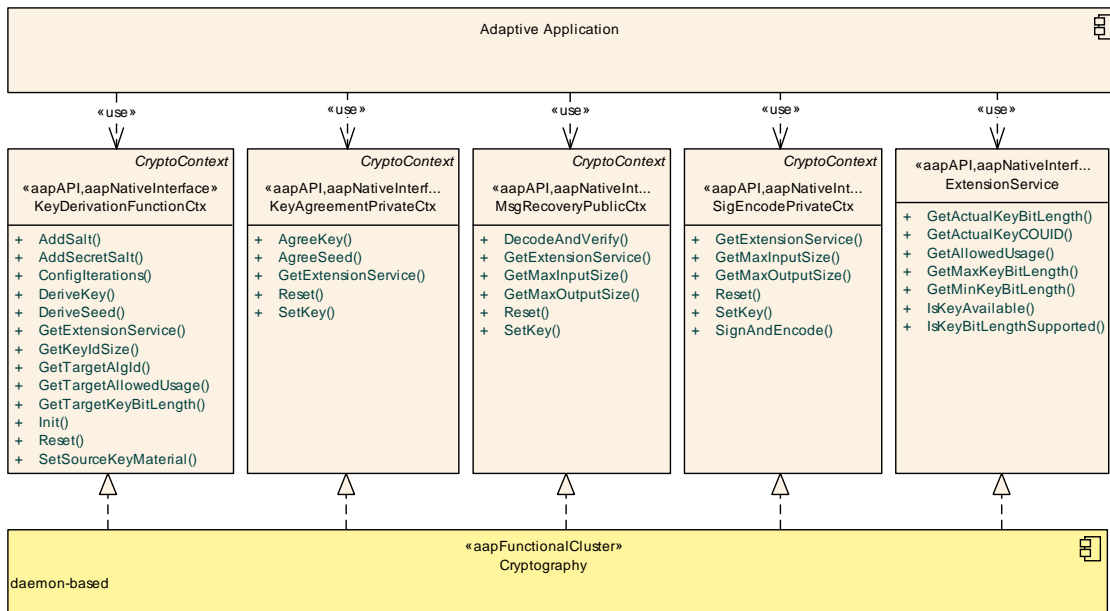 Adaptive Application
«use» «use» «use» «use» «use»
CryptoContext
«aapAPI,aapNativeInterface»
KeyDerivationFunctionCtx
+ AddSalt()
+ AddSecretSalt()
+ ConfigIterations()
+ DeriveKey()
+ DeriveSeed()
+ GetExtensionService()
+ GetKeyIdSize()
+ GetTargetAlgId()
+ GetTargetAllowedUsage()
+ GetTargetKeyBitLength()
+ Init()
+ Reset()
+ SetSourceKeyMaterial()
CryptoContext
«aapAPI,aapNativeInterf...
KeyAgreementPrivateCtx
+ AgreeKey()
+ AgreeSeed()
+ GetExtensionService()
+ Reset()
+ SetKey()
CryptoContext
«aapAPI,aapNativeInt...
MsgRecoveryPublicCtx
+ DecodeAndVerify()
+ GetExtensionService()
+ GetMaxInputSize()
+ GetMaxOutputSize()
+ Reset()
+ SetKey()
CryptoContext
«aapAPI,aapNativeInt...
SigEncodePrivateCtx
+ GetExtensionService()
+ GetMaxInputSize()
+ GetMaxOutputSize()
+ Reset()
+ SetKey()
+ SignAndEncode()
«aapAPI,aapNativeInterf...
ExtensionService
+ GetActualKeyBitLength()
+ GetActualKeyCOUID()
+ GetAllowedUsage()
+ GetMaxKeyBitLength()
+ GetMinKeyBitLength()
+ IsKeyAvailable()
+ IsKeyBitLengthSupported()
«aapFunctionalCluster»
Cryptography
daemon-based